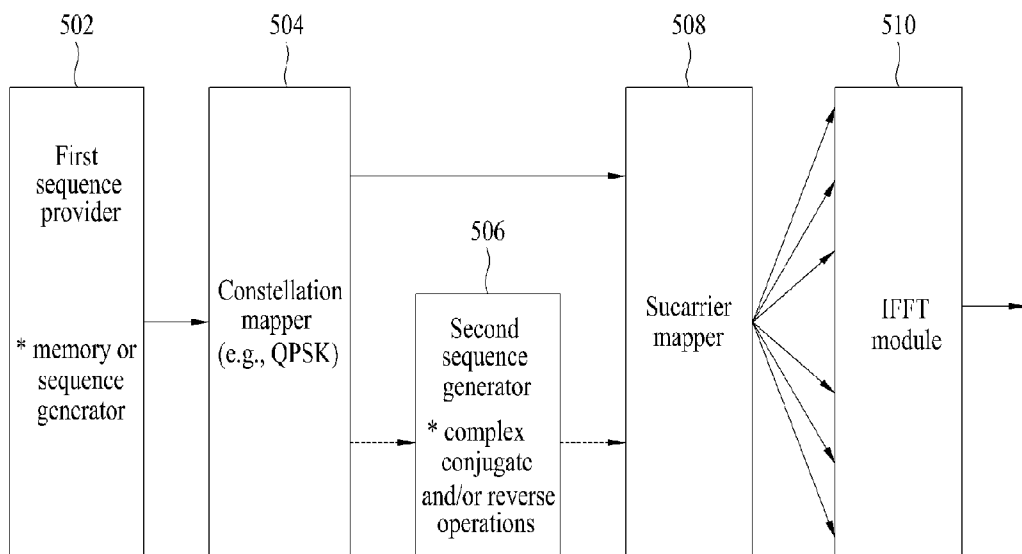 502
504
508
510
First
sequence
provider
* memory or
sequence
generator
Constellation
mapper
(e.g., QPSK)
506
Second
sequence
generator
* complex
conjugate
and/or reverse
operations
Sucarrier
mapper
IFFT
module